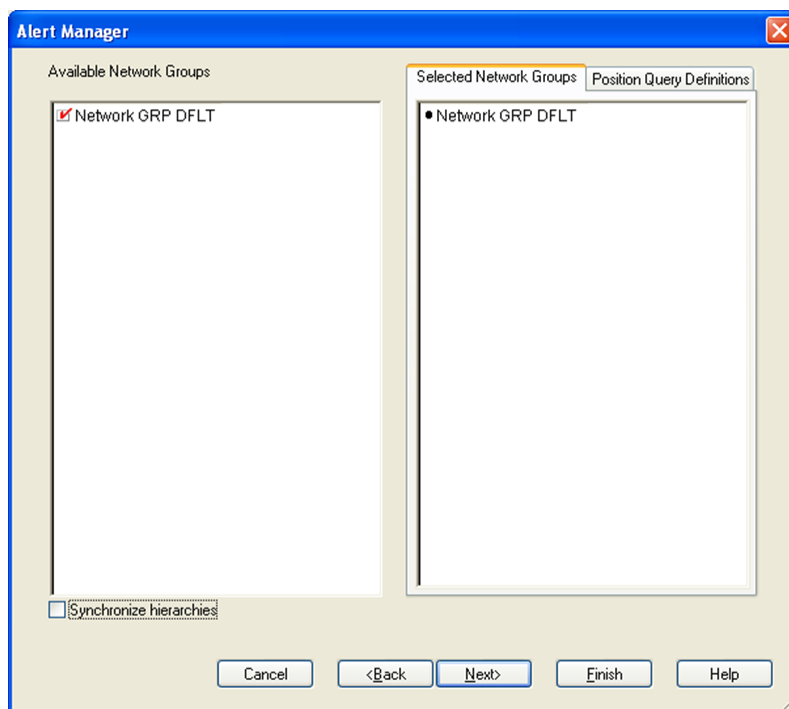 Alert Manager
Available Network Groups
Selected Network Groups
Position Query Definitions
Network GRP DFLT
Network GRP DFLT
Synchronize hierarchies
Cancel
<Back
Next>
Finish
Help